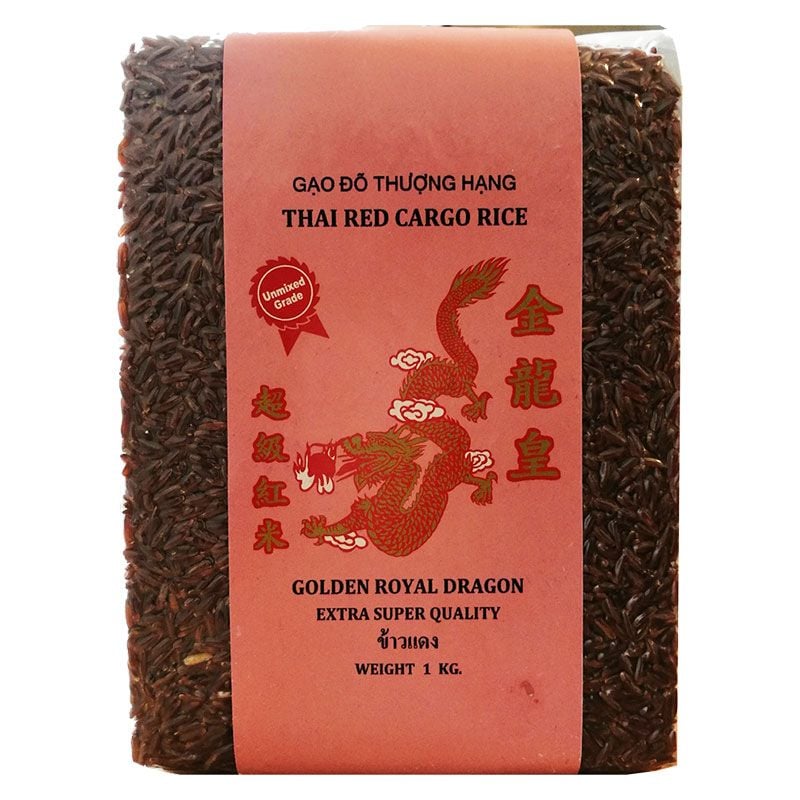 GẠO ĐỎ THƯỢNG HẠNG
THAI RED CARGO RICE
Unmixed
Grade
金龍皇
超級紅米
GOLDEN ROYAL DRAGON
EXTRA SUPER QUALITY
ข้าวแดง
WEIGHT 1 KG.